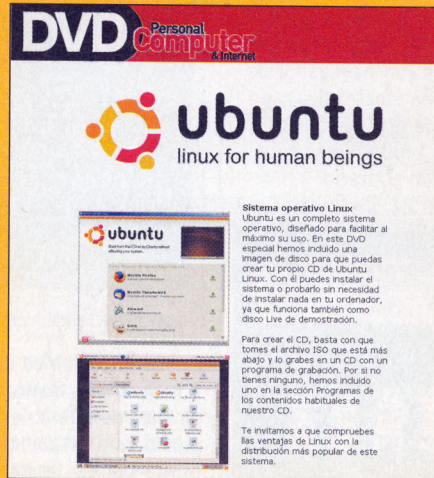 DVD
Personal
Computer
& Internet
ubuntu
linux for human beings
Sistema operativo Linux
Ubuntu es un completo sistema
operativo, diseñado para facilitar al
máximo su uso. En este DVD
especial hemos incluido una
imagen de disco para que puedas
crear tu propio CD de Ubuntu
Linux. Con él puedes instalar el
sistema o probarlo sin necesidad
de instalar nada en tu ordenador,
ya que funciona también como
disco Live de demostración.
Para crear el CD, basta con que
tomes el archivo ISO que está más
abajo y lo grabes en un CD con un
programa de grabación. Por si no
tienes ninguno, hemos incluido
uno en la sección Programas de
los contenidos habituales de
nuestro CD.
Te invitamos a que compruebes
llas ventajas de Linux con la
distribución más popular de este
sistema.
ubuntu
Mozilla Firefox
Mozilla Thunderbird
Abiword